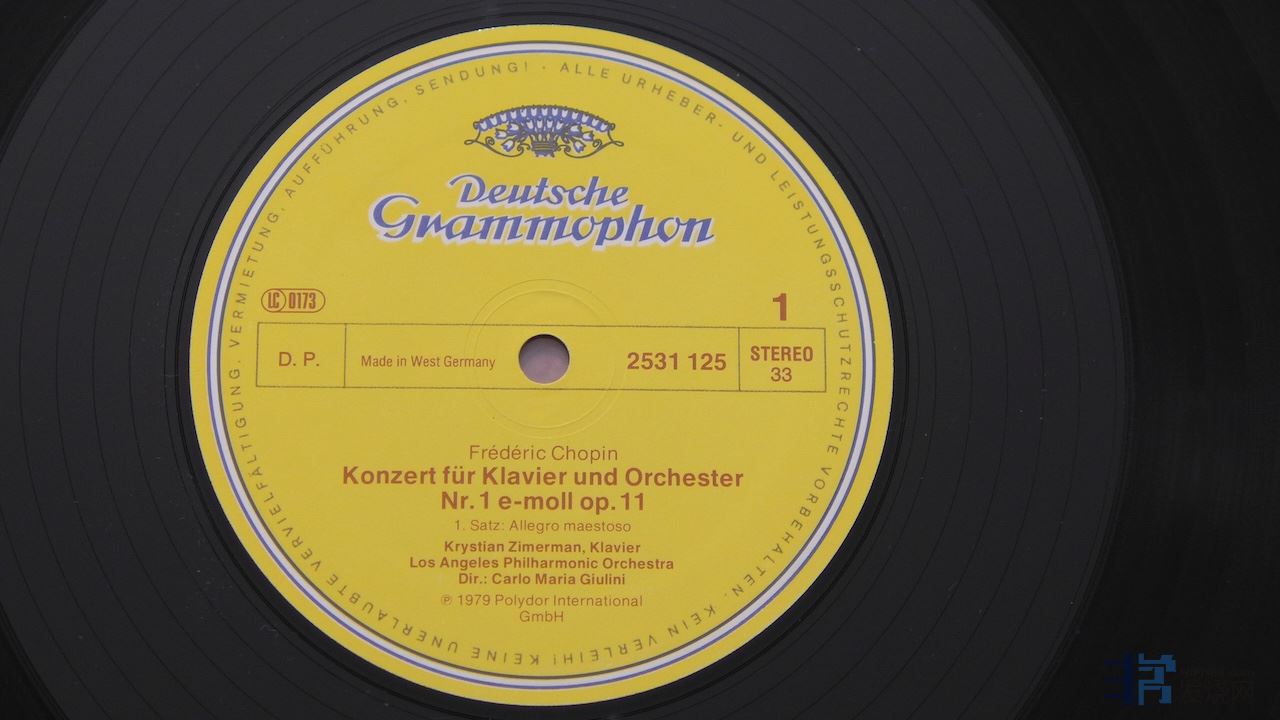 ALLE URHEBER- UND LEISTUNGSSCHUTZRECHTE VORBEHALTEN. KEIN VERLEIH! KEINE UNERLAUBTE VERVIELFÄLTIGUNG, VERMIETUNG, AUFFÜHRUNG, SENDUNG! ·
Deutsche
Grammophon
LC 0173
1
D. P.
Made in West Germany
2531 125
STEREO
33
Frédéric Chopin
Konzert für Klavier und Orchester
Nr. 1 e-moll op. 11
1. Satz: Allegro maestoso
Krystian Zimerman, Klavier
Los Angeles Philharmonic Orchestra
Dir.: Carlo Maria Giulini
℗ 1979 Polydor International
GmbH